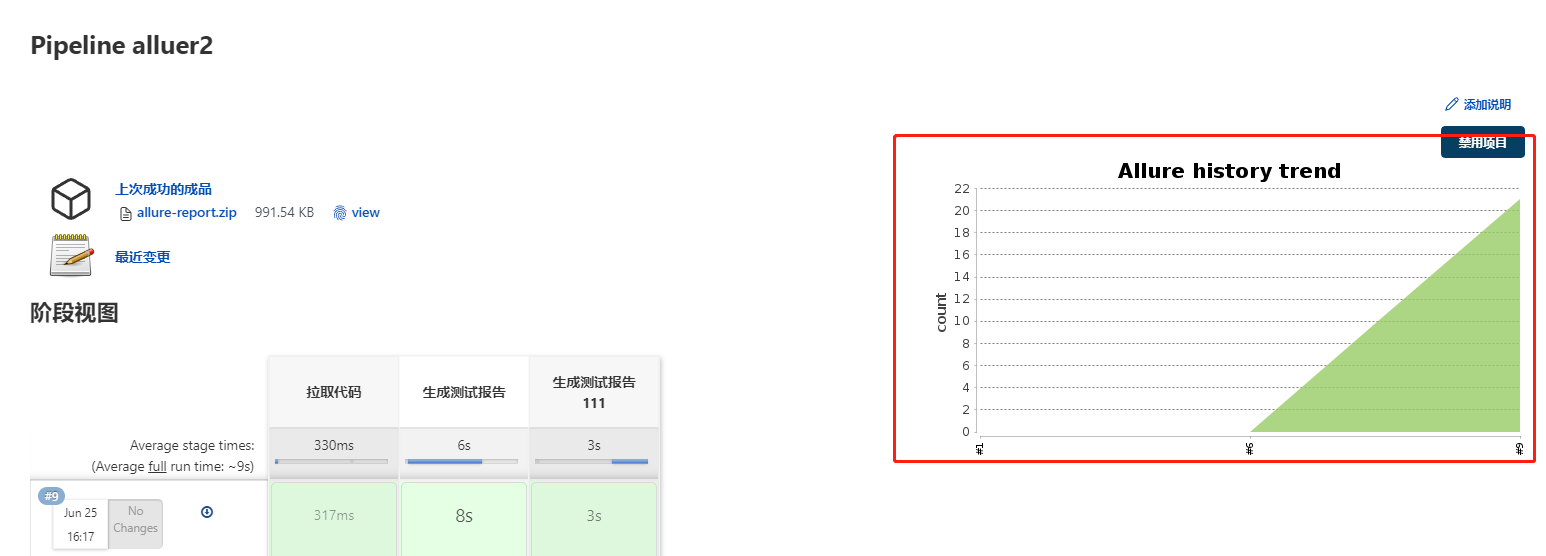 Pipeline alluer2
添加说明
禁用项目
上次成功的成品
allure-report.zip 991.54 KB view
最近变更
Allure history trend
count
22
20
18
16
14
12
10
8
6
4
2
0
#1 #6 #9
阶段视图
拉取代码 生成测试报告 生成测试报告
111
Average stage times: 330ms 6s 3s
(Average full run time: ~9s)
#9
Jun 25 No
16:17 Changes
317ms 8s 3s